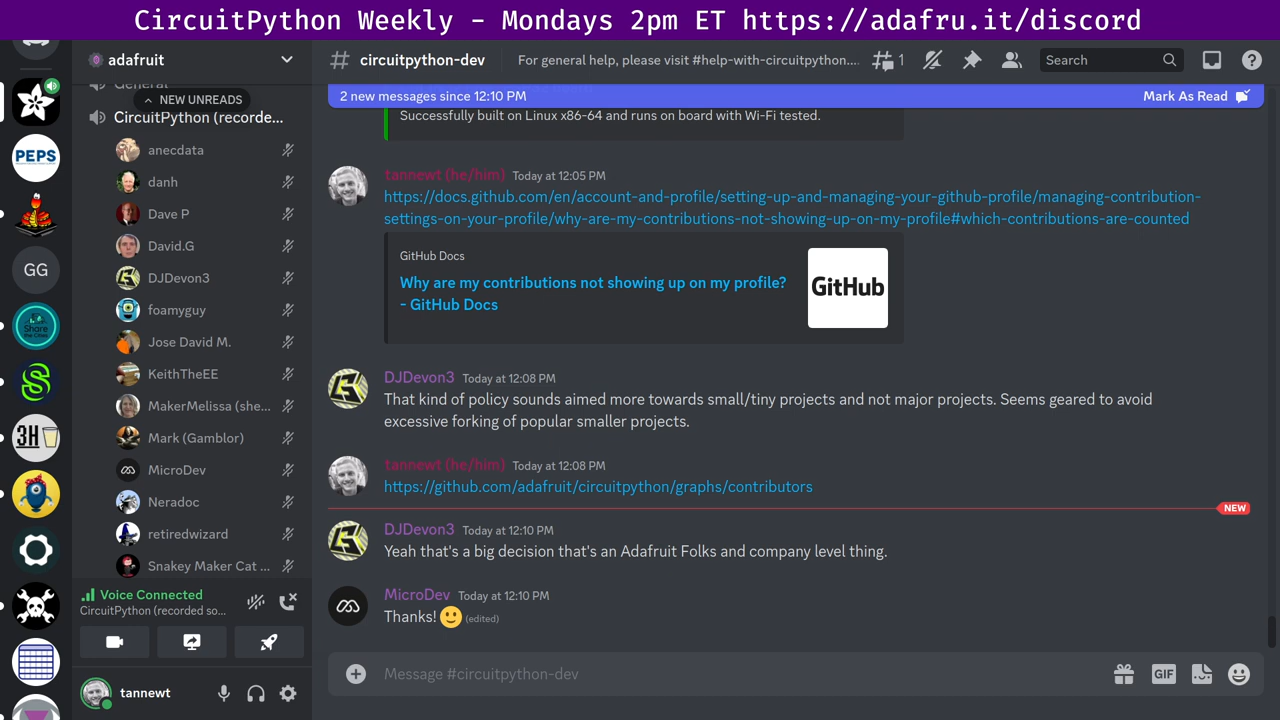 CircuitPython Weekly - Mondays 2pm ET https://adafru.it/discord
adafruit
General
NEW UNREADS
CircuitPython (recorde...
anecdata
danh
Dave P
David.G
DJDevon3
foamyguy
Jose David M.
KeithTheEE
MakerMelissa (she...
Mark (Gamblor)
MicroDev
Neradoc
retiredwizard
Snakey Maker Cat ...
Voice Connected
CircuitPython (recorded so...
tannewt
PEPS
GG
Share the Cities
3H
# circuitpython-dev
For general help, please visit #help-with-circuitpython....
1
Search
2 new messages since 12:10 PM
Mark As Read
Successfully built on Linux x86-64 and runs on board with Wi-Fi tested.
tannewt (he/him) Today at 12:05 PM
https://docs.github.com/en/account-and-profile/setting-up-and-managing-your-github-profile/managing-contribution-
settings-on-your-profile/why-are-my-contributions-not-showing-up-on-my-profile#which-contributions-are-counted
GitHub Docs
Why are my contributions not showing up on my profile?
- GitHub Docs
GitHub
DJDevon3 Today at 12:08 PM
That kind of policy sounds aimed more towards small/tiny projects and not major projects. Seems geared to avoid
excessive forking of popular smaller projects.
tannewt (he/him) Today at 12:08 PM
https://github.com/adafruit/circuitpython/graphs/contributors
NEW
DJDevon3 Today at 12:10 PM
Yeah that's a big decision that's an Adafruit Folks and company level thing.
MicroDev Today at 12:10 PM
Thanks! 🙂 (edited)
Message #circuitpython-dev
GIF